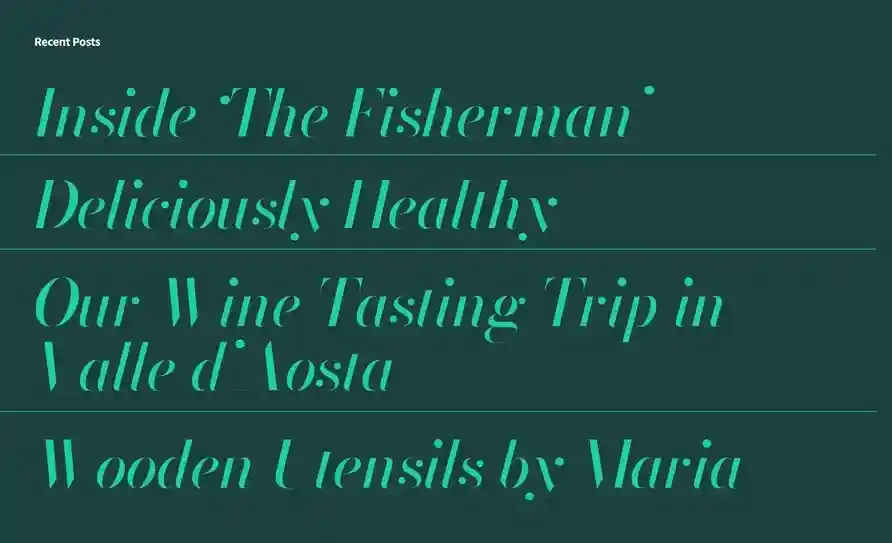 Recent Posts
Inside ‘The Fisherman’
Deliciously Healthy
Our Wine Tasting Trip in
Valle d’Aosta
Wooden Utensils by Maria